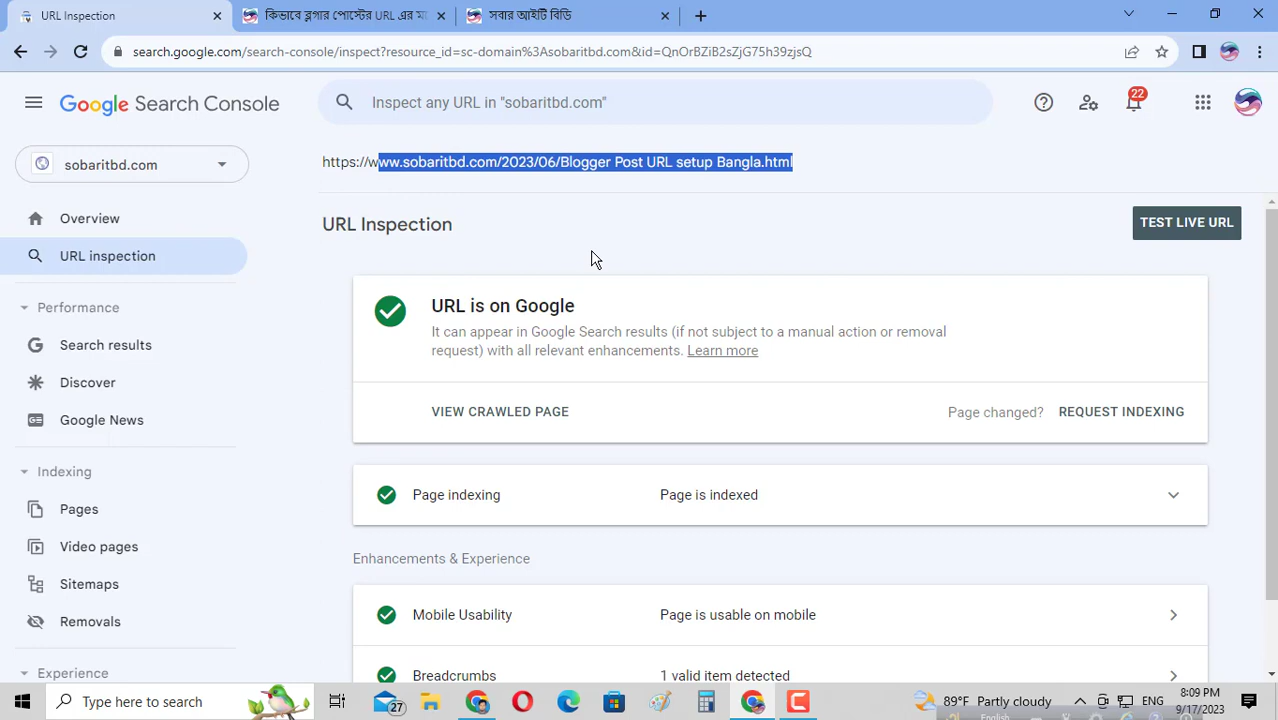 URL Inspection
কিভাবে ব্লগার পোস্টের URL এর ম
সবার আইটি বিডি
search.google.com/search-console/inspect?resource_id=sc-domain%3Asobaritbd.com&id=QnOrBZiB2sZjG75h39zjsQ
Google Search Console
Inspect any URL in "sobaritbd.com"
22
sobaritbd.com
https://www.sobaritbd.com/2023/06/Blogger Post URL setup Bangla.html
Overview
URL inspection
Performance
Search results
Discover
Google News
Indexing
Pages
Video pages
Sitemaps
Removals
Experience
URL Inspection
TEST LIVE URL
URL is on Google
It can appear in Google Search results (if not subject to a manual action or removal
request) with all relevant enhancements. Learn more
VIEW CRAWLED PAGE
Page changed? REQUEST INDEXING
Page indexing Page is indexed
Enhancements & Experience
Mobile Usability Page is usable on mobile
Breadcrumbs 1 valid item detected
Type here to search
27
89°F Partly cloudy
ENG
8:09 PM
9/17/2023
English